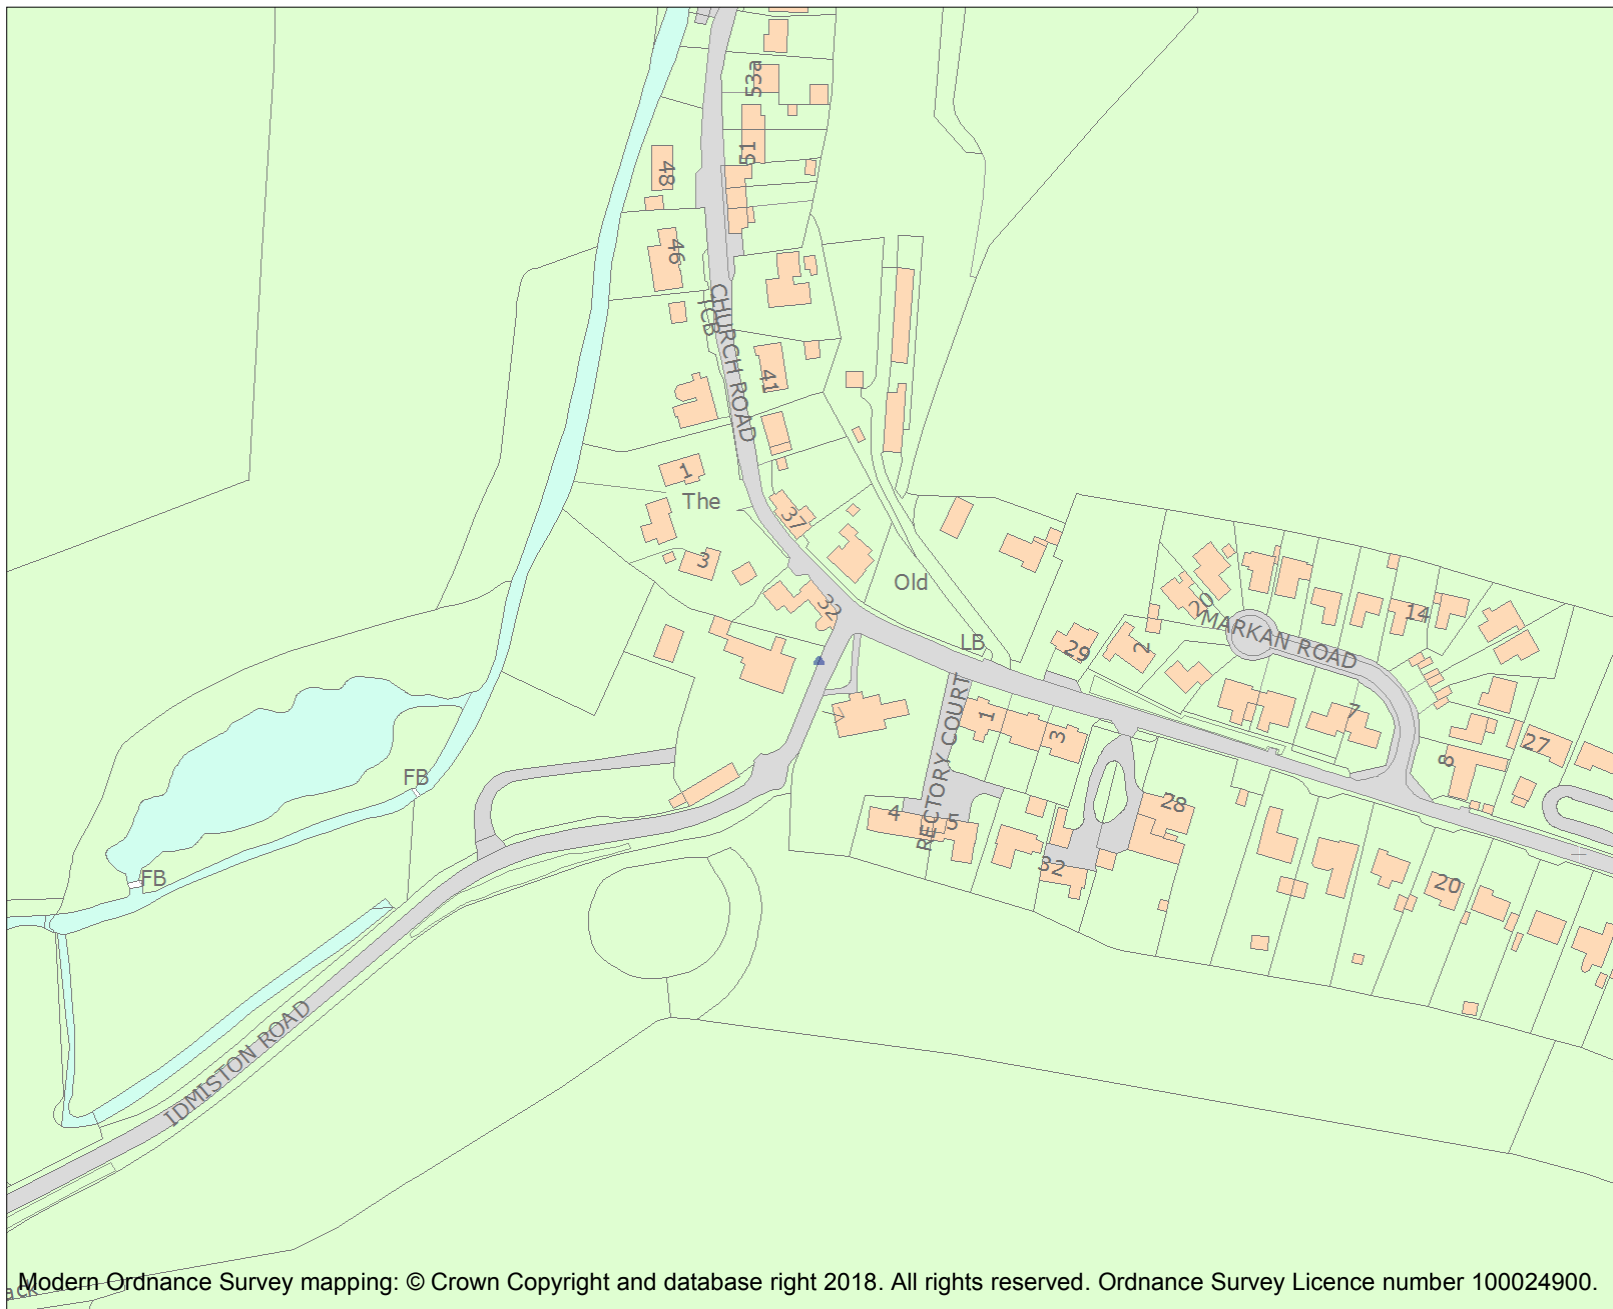 53a
51
48
46
CHURCH ROAD
TCB
41
1
The
37
3
Old
32
LB
29
2
20
MARKAN ROAD
14
7
8
27
1
3
RECTORY COURT
4
5
28
32
20
FB
FB
IDMISTON ROAD
ack
Modern Ordnance Survey mapping: © Crown Copyright and database right 2018. All rights reserved. Ordnance Survey Licence number 100024900.